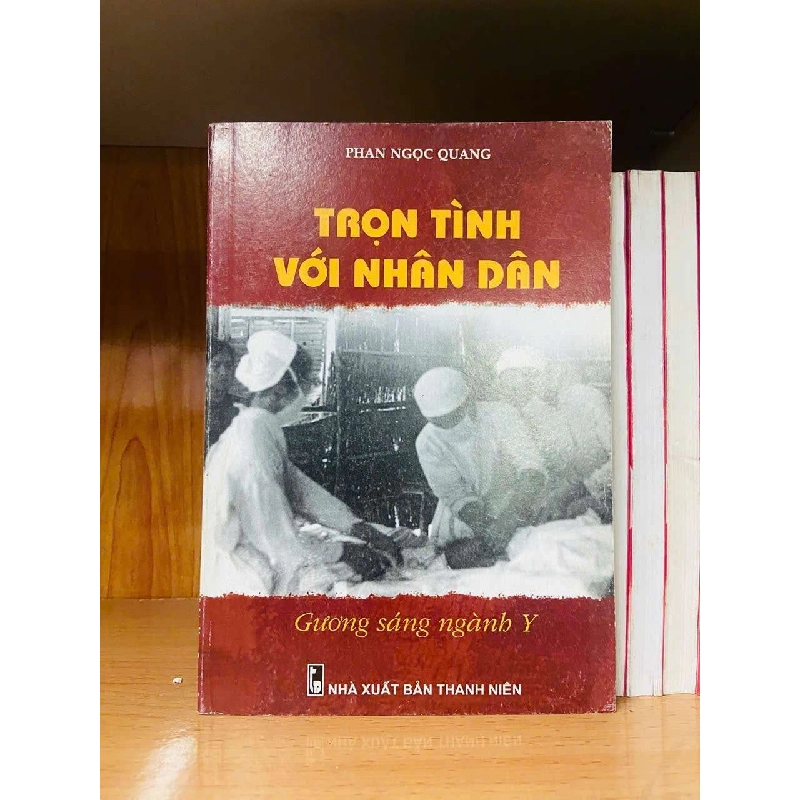 PHAN NGỌC QUANG
TRỌN TÌNH
VỚI NHÂN DÂN
Gương sáng ngành Y
NHÀ XUẤT BẢN THANH NIÊN